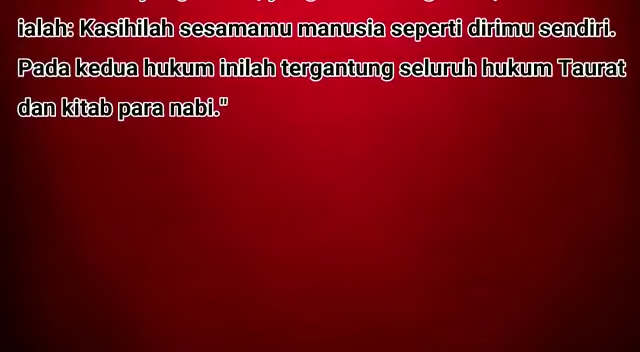 ialah: Kasihilah sesamamu manusia seperti dirimu sendiri.
Pada kedua hukum inilah tergantung seluruh hukum Taurat
dan kitab para nabi."